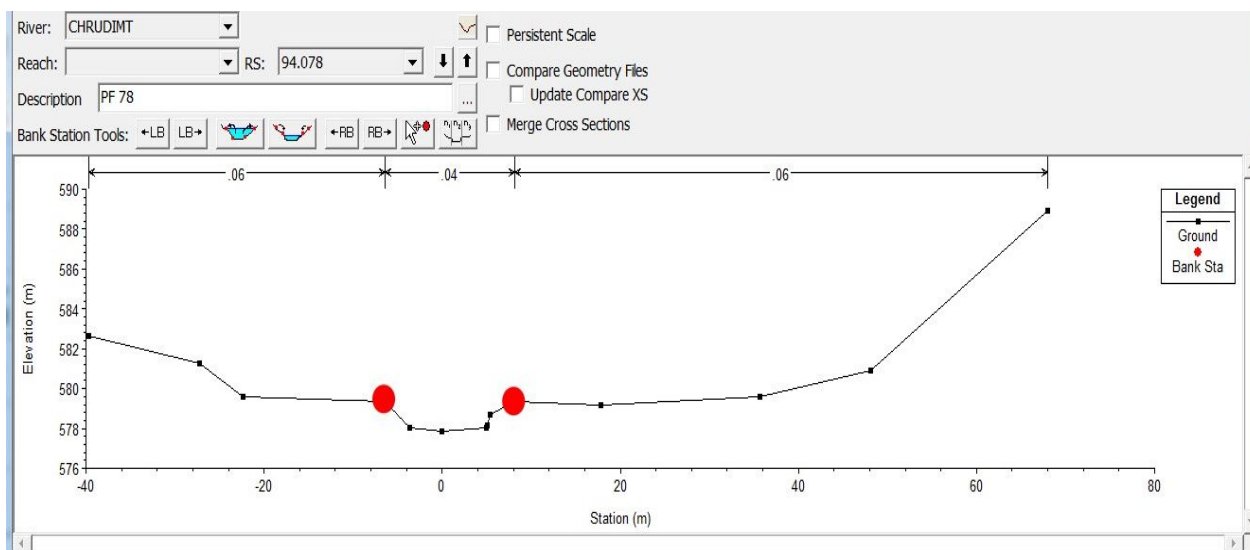 River: CHRUDIMT
Persistent Scale
Reach: RS: 94.078
Compare Geometry Files
Update Compare XS
Description PF 78 ...
Bank Station Tools: ←LB LB→ ←RB RB→
Merge Cross Sections
.06 .04 .06
590
588
586
584
582
580
578
576
Elevation (m)
-40 -20 0 20 40 60 80
Station (m)
Legend
Ground
Bank Sta